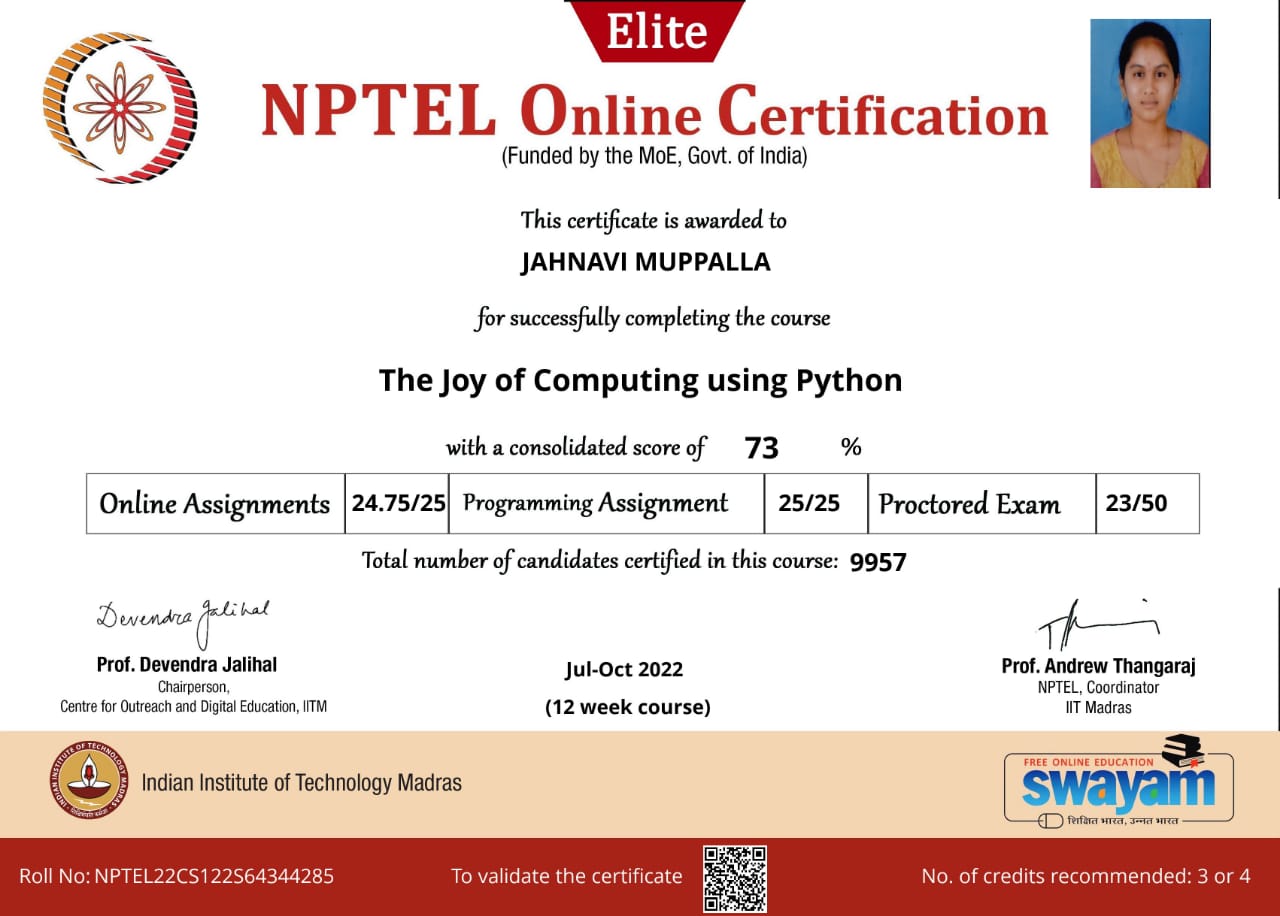 Elite
NPTEL Online Certification
(Funded by the MoE, Govt. of India)
This certificate is awarded to
JAHNAVI MUPPALLA
for successfully completing the course
The Joy of Computing using Python
with a consolidated score of 73 %
Online Assignments 24.75/25 Programming Assignment 25/25 Proctored Exam 23/50
Total number of candidates certified in this course: 9957
Devendra Jalihal
Prof. Devendra Jalihal
Chairperson,
Centre for Outreach and Digital Education, IITM
Jul-Oct 2022
(12 week course)
Prof. Andrew Thangaraj
NPTEL, Coordinator
IIT Madras
INDIAN INSTITUTE OF TECHNOLOGY MADRAS
Indian Institute of Technology Madras
FREE ONLINE EDUCATION
swayam
शिक्षित भारत, उन्नत भारत
Roll No: NPTEL22CS122S64344285
To validate the certificate
No. of credits recommended: 3 or 4